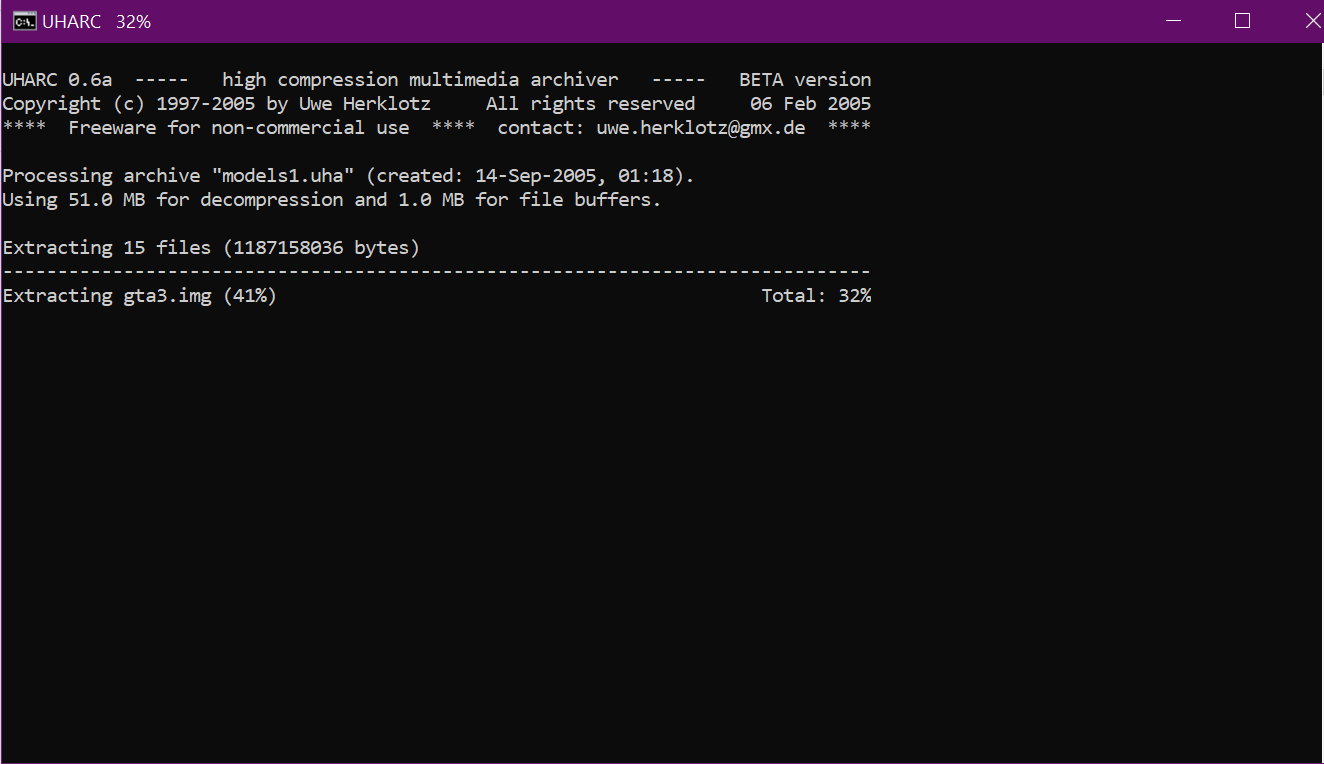 UHARC   32%
UHARC 0.6a  -----   high compression multimedia archiver   -----   BETA version
Copyright (c) 1997-2005 by Uwe Herklotz     All rights reserved     06 Feb 2005
****  Freeware for non-commercial use  ****  contact: uwe.herklotz@gmx.de  ****
Processing archive "models1.uha" (created: 14-Sep-2005, 01:18).
Using 51.0 MB for decompression and 1.0 MB for file buffers.
Extracting 15 files (1187158036 bytes)
-------------------------------------------------------------------------------
Extracting gta3.img (41%)                                            Total: 32%